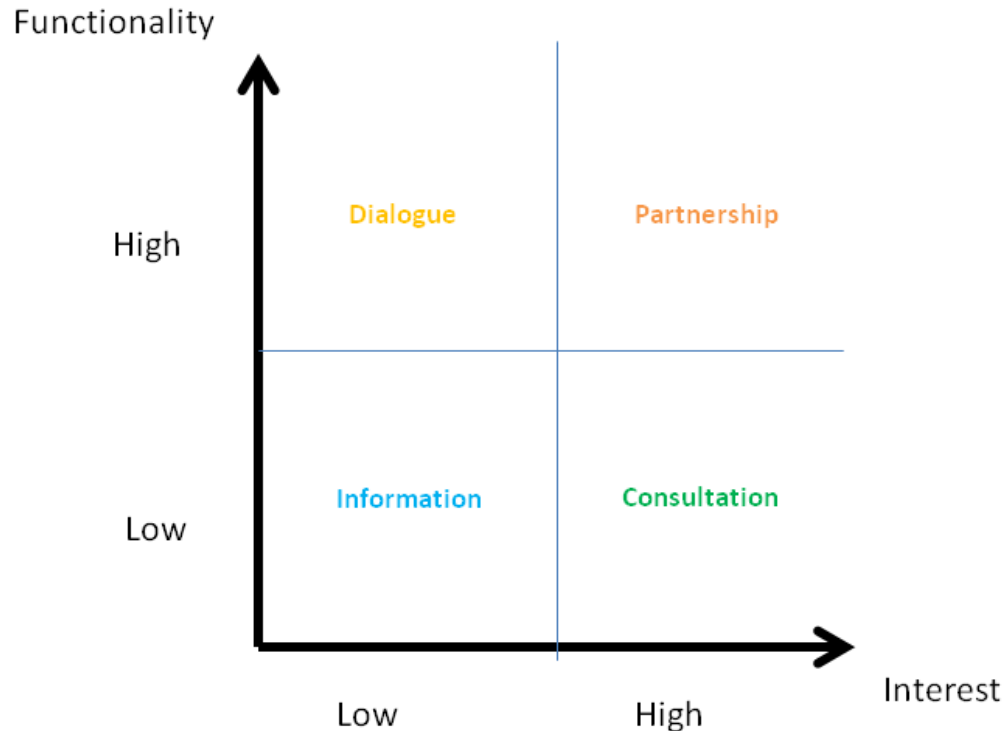 Functionality
Dialogue Partnership
High
Information Consultation
Low
Interest
Low High